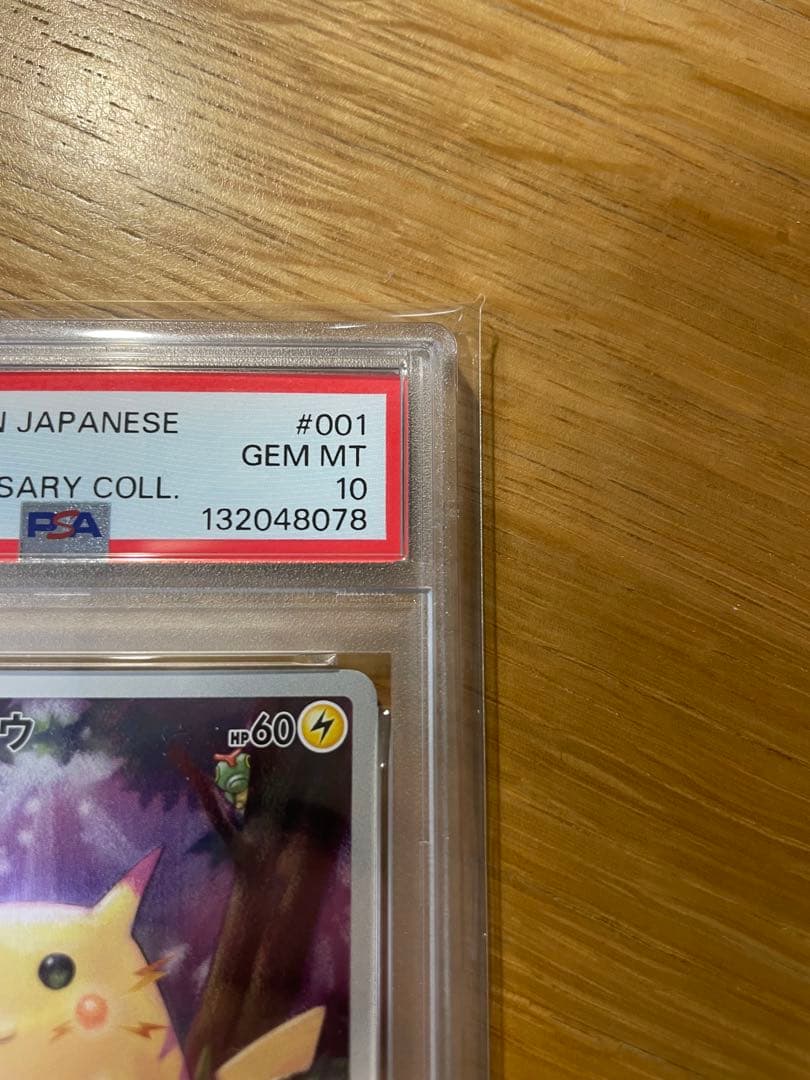 N JAPANESE #001
GEM MT
SARY COLL. 10
PSA 132048078
ウ HP60